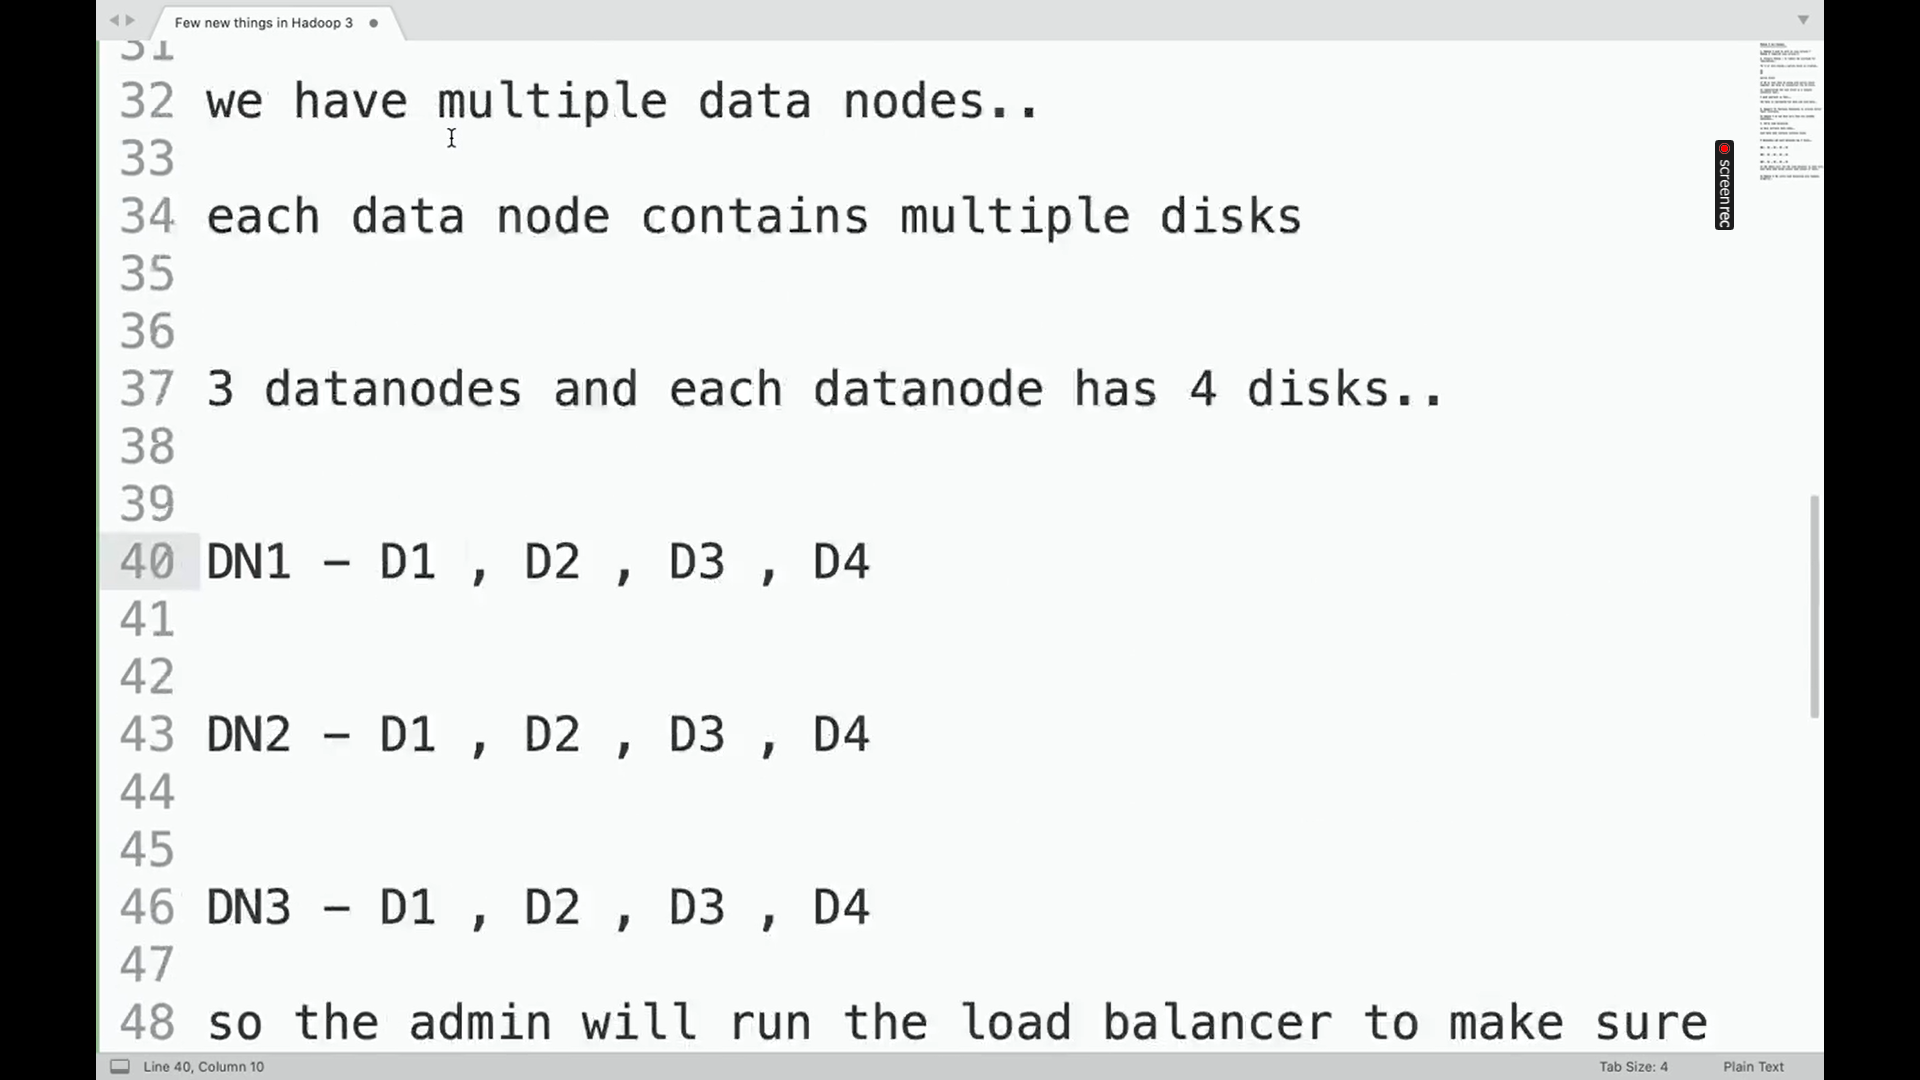 Few new things in Hadoop 3
31
32 we have multiple data nodes..
33
34 each data node contains multiple disks
35
36
37 3 datanodes and each datanode has 4 disks..
38
39
40 DN1 - D1 , D2 , D3 , D4
41
42
43 DN2 - D1 , D2 , D3 , D4
44
45
46 DN3 - D1 , D2 , D3 , D4
47
48 so the admin will run the load balancer to make sure
screenrec
Line 40, Column 10
Tab Size: 4
Plain Text